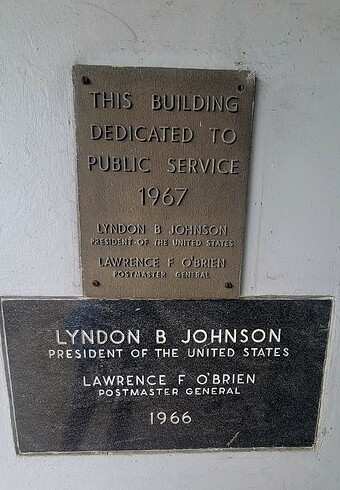 THIS BUILDING
DEDICATED TO
PUBLIC SERVICE
1967
LYNDON B JOHNSON
PRESIDENT OF THE UNITED STATES
LAWRENCE F O'BRIEN
POSTMASTER GENERAL
LYNDON B JOHNSON
PRESIDENT OF THE UNITED STATES
LAWRENCE F O'BRIEN
POSTMASTER GENERAL
1966